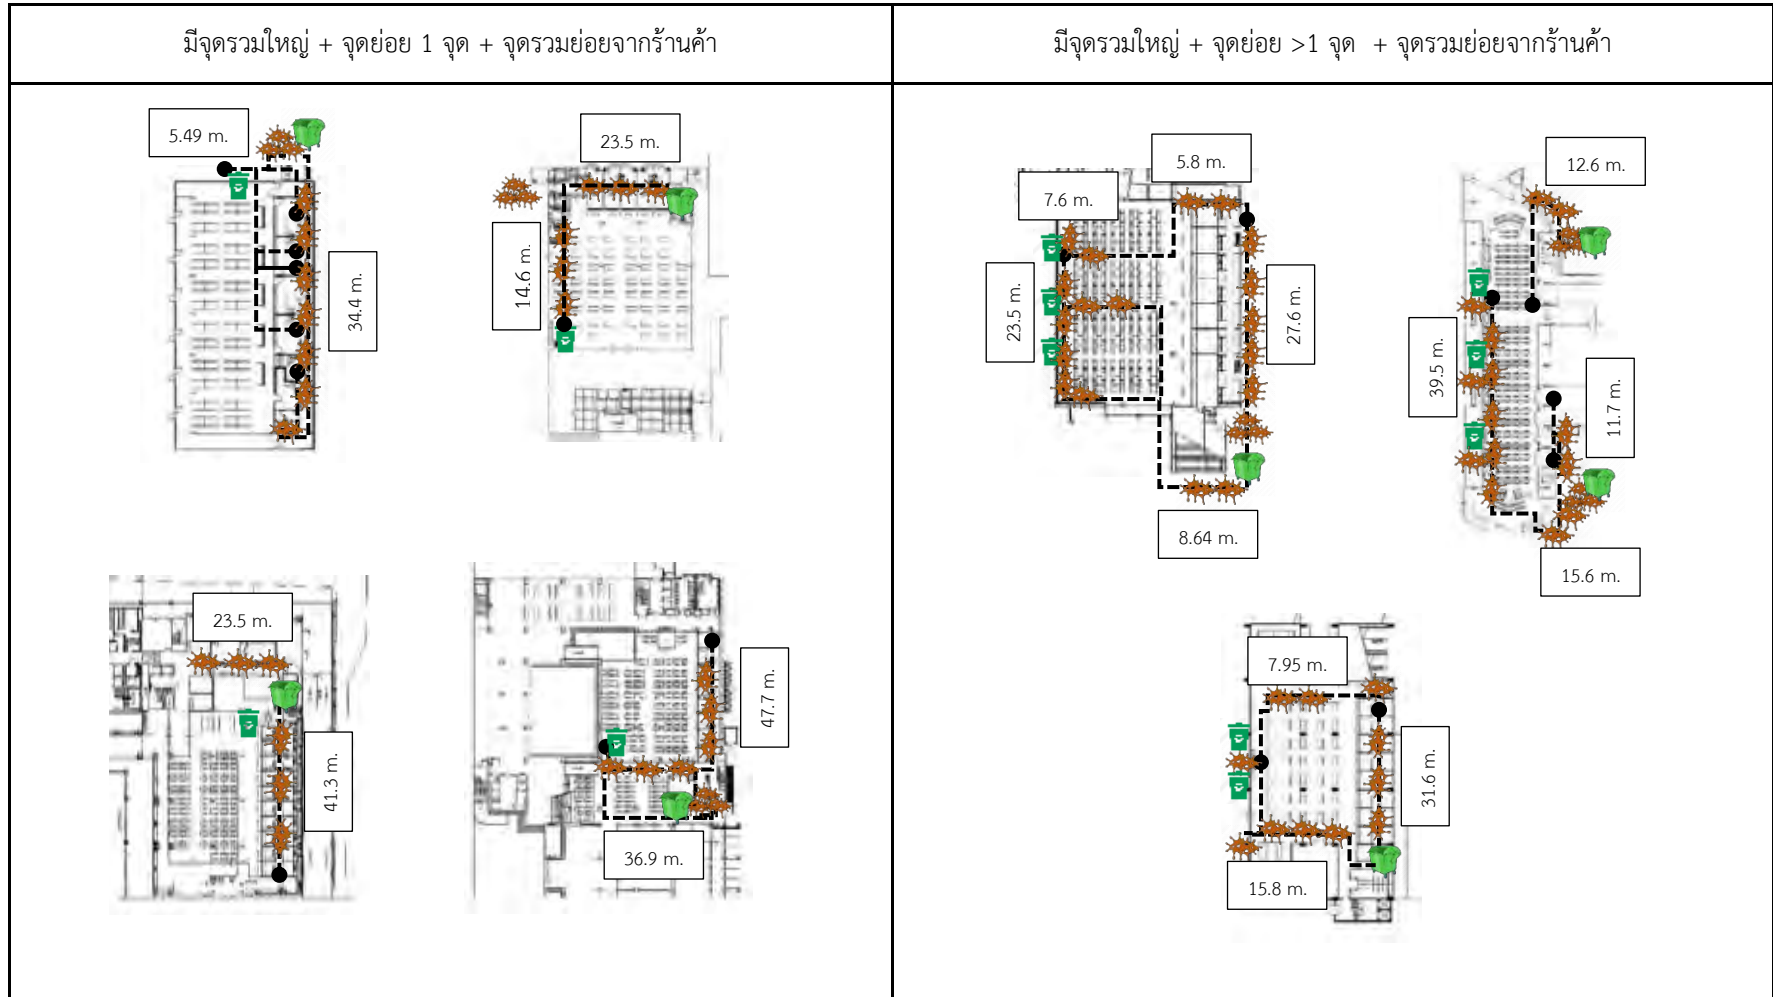 มีจุดรวมใหญ่ + จุดย่อย 1 จุด + จุดรวมย่อยจากร้านค้า
มีจุดรวมใหญ่ + จุดย่อย >1 จุด + จุดรวมย่อยจากร้านค้า
5.49 m.
34.4 m.
23.5 m.
14.6 m.
23.5 m.
41.3 m.
47.7 m.
36.9 m.
5.8 m.
7.6 m.
23.5 m.
27.6 m.
8.64 m.
12.6 m.
39.5 m.
11.7 m.
15.6 m.
7.95 m.
31.6 m.
15.8 m.